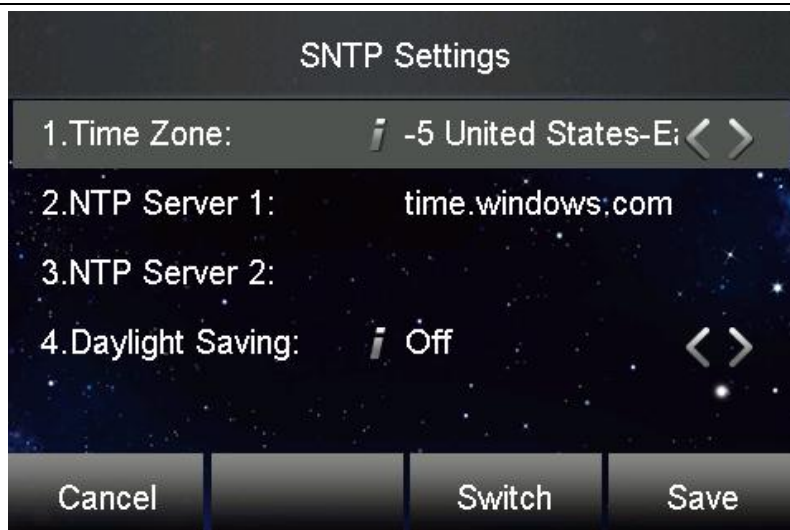 SNTP Settings
1.Time Zone: i -5 United States-Ea
2.NTP Server 1: time.windows.com
3.NTP Server 2:
4.Daylight Saving: i Off
Cancel Switch Save